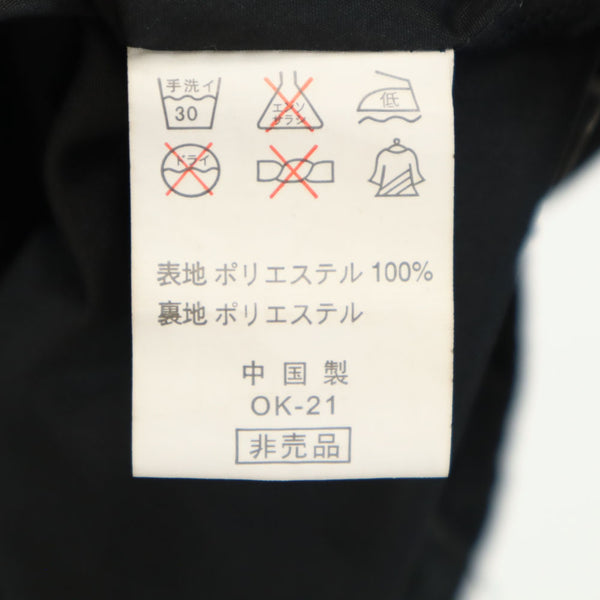 手洗イ
30
エンソ
サラシ
低
ドライ
表地 ポリエステル 100%
裏地 ポリエステル
中国製
OK-21
非売品